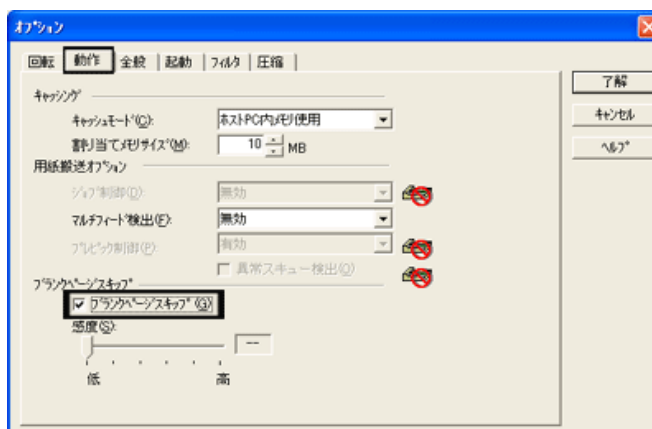 ｵﾌﾟｼｮﾝ
回転 動作 全般 起動 ﾌｨﾙﾀ 圧縮
了解
ｷｬｯｼﾝｸﾞ
ｷｬｯｼｭﾓｰﾄﾞ(C): ﾎｽﾄPC内ﾒﾓﾘ使用
ｷｬﾝｾﾙ
割り当てﾒﾓﾘｻｲｽﾞ(M): 10 MB
ﾍﾙﾌﾟ
用紙搬送ｵﾌﾟｼｮﾝ
ｼﾞｮﾌﾞ制御(D): 無効
ﾏﾙﾁﾌｨｰﾄﾞ検出(F): 無効
ﾌﾟﾚﾋﾟｯｸ制御(P): 有効
異常ｽｷｭｰ検出(Q)
ﾌﾞﾗﾝｸﾍﾟｰｼﾞｽｷｯﾌﾟ
ﾌﾞﾗﾝｸﾍﾟｰｼﾞｽｷｯﾌﾟ(G)
感度(S):
--
低 高